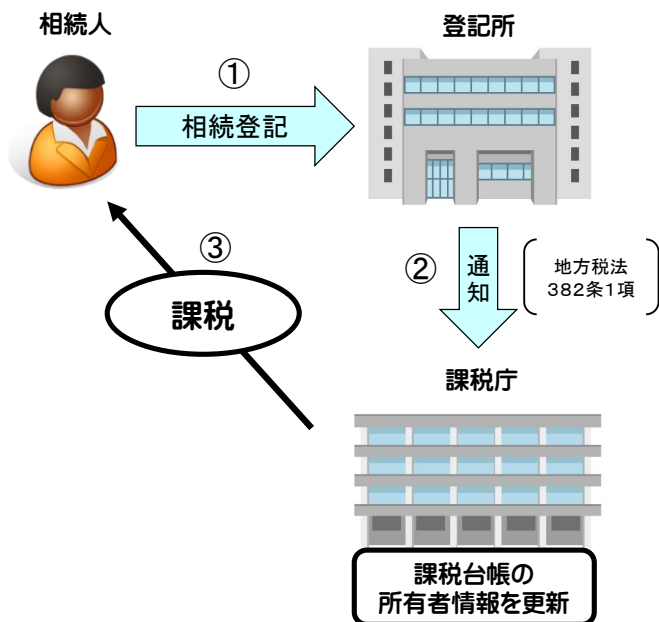 相続人
登記所
①
相続登記
②
通知
地方税法
382条1項
③
課税
課税庁
課税台帳の
所有者情報を更新